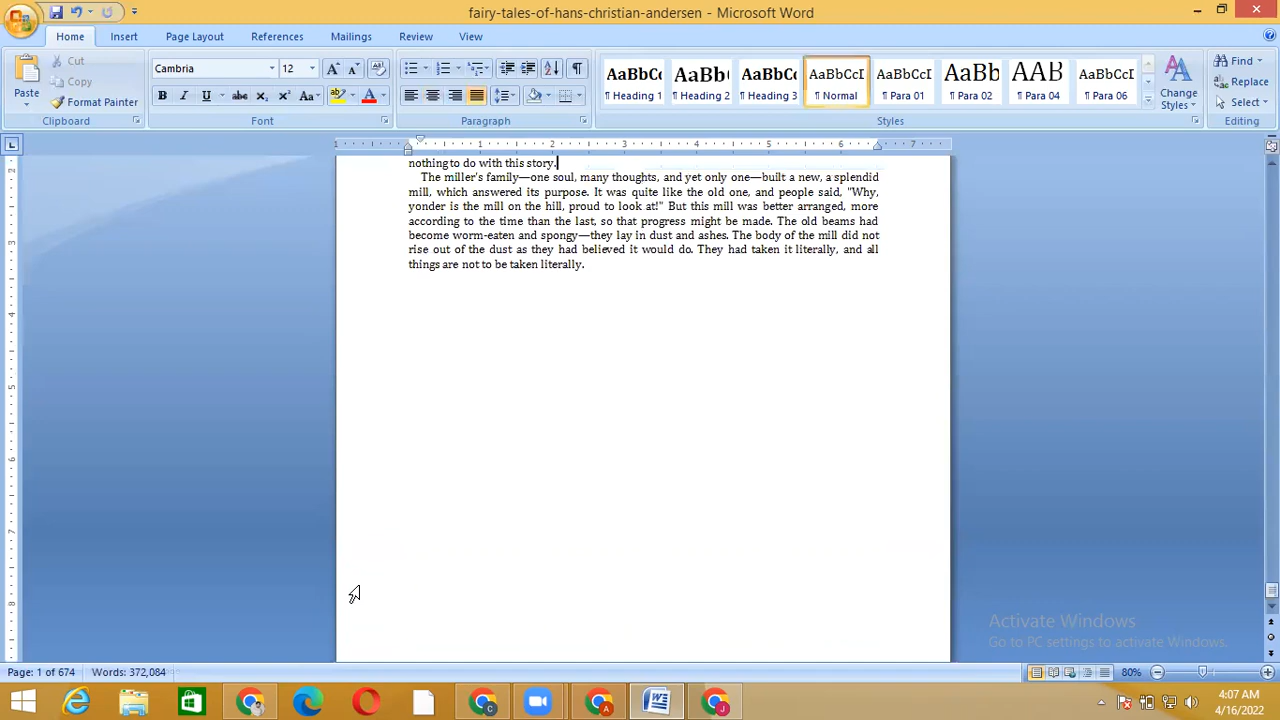 fairy-tales-of-hans-christian-andersen - Microsoft Word
Home Insert Page Layout References Mailings Review View
Paste
Cut
Copy
Format Painter
Clipboard
Cambria 12
Font
Paragraph
AaBbCc AaBb AaBbCc AaBbCcI AaBbCcI AaBb AAB AaBbCcI
¶ Heading 1 ¶ Heading 2 ¶ Heading 3 ¶ Normal ¶ Para 01 ¶ Para 02 ¶ Para 04 ¶ Para 06
Styles
Change Styles
Find
Replace
Select
Editing
1 1 2 3 4 5 6 7
nothing to do with this story.
The miller's family—one soul, many thoughts, and yet only one—built a new, a splendid
mill, which answered its purpose. It was quite like the old one, and people said, "Why,
yonder is the mill on the hill, proud to look at!" But this mill was better arranged, more
according to the time than the last, so that progress might be made. The old beams had
become worm-eaten and spongy—they lay in dust and ashes. The body of the mill did not
rise out of the dust as they had believed it would do. They had taken it literally, and all
things are not to be taken literally.
Activate Windows
Go to PC settings to activate Windows.
Page: 1 of 674 Words: 372,084 80%
4:07 AM
4/16/2022